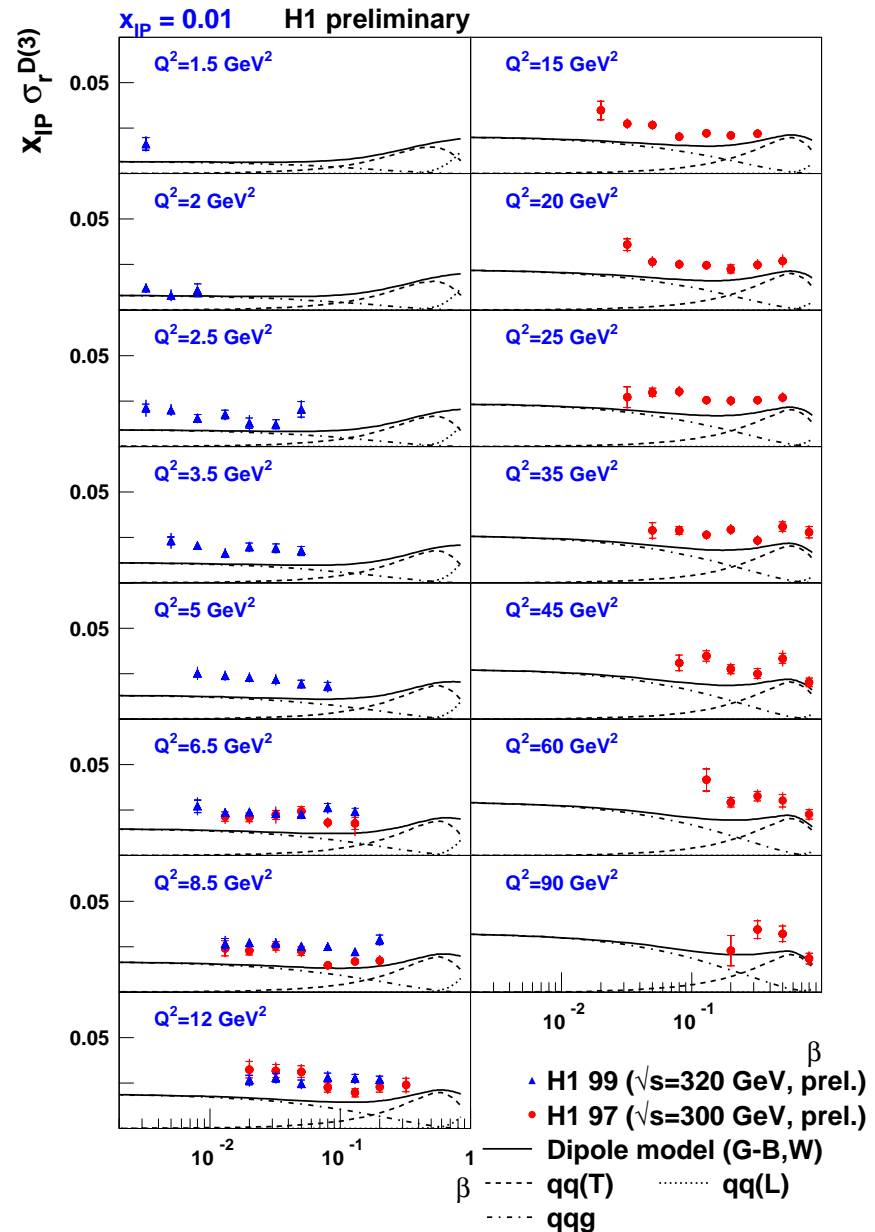 x_IP = 0.01 H1 preliminary
x_IP σ_r^D(3)
Q²=1.5 GeV²
Q²=15 GeV²
0.05
Q²=2 GeV²
Q²=20 GeV²
0.05
Q²=2.5 GeV²
Q²=25 GeV²
0.05
Q²=3.5 GeV²
Q²=35 GeV²
0.05
Q²=5 GeV²
Q²=45 GeV²
0.05
Q²=6.5 GeV²
Q²=60 GeV²
0.05
Q²=8.5 GeV²
Q²=90 GeV²
0.05
10⁻² 10⁻¹
β
Q²=12 GeV²
0.05
10⁻² 10⁻¹ 1
β
H1 99 (√s=320 GeV, prel.)
H1 97 (√s=300 GeV, prel.)
Dipole model (G-B,W)
qq(T) qq(L)
qqg